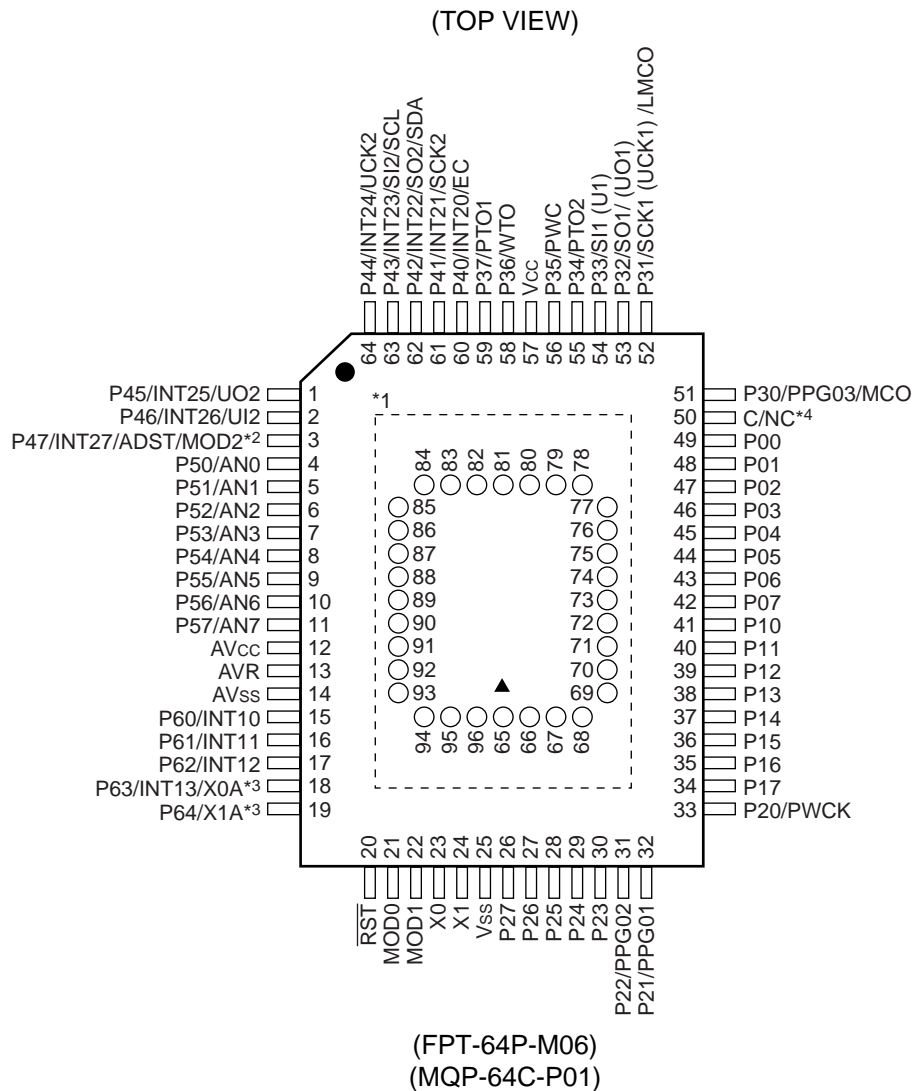 (TOP VIEW)
P44/INT24/UCK2
P43/INT23/SI2/SCL
P42/INT22/SO2/SDA
P41/INT21/SCK2
P40/INT20/EC
P37/PTO1
P36/WTO
Vcc
P35/PWC
P34/PTO2
P33/SI1 (U1)
P32/SO1/ (UO1)
P31/SCK1 (UCK1) /LMCO
64 63 62 61 60 59 58 57 56 55 54 53 52
P45/INT25/UO2 1
P46/INT26/UI2 2
P47/INT27/ADST/MOD2*2 3
P50/AN0 4
P51/AN1 5
P52/AN2 6
P53/AN3 7
P54/AN4 8
P55/AN5 9
P56/AN6 10
P57/AN7 11
AVcc 12
AVR 13
AVss 14
P60/INT10 15
P61/INT11 16
P62/INT12 17
P63/INT13/X0A*3 18
P64/X1A*3 19
*1
84 83 82 81 80 79 78
85
86
87
88
89
90
91
92
93
77
76
75
74
73
72
71
70
69
94 95 96 65 66 67 68
51 P30/PPG03/MCO
50 C/NC*4
49 P00
48 P01
47 P02
46 P03
45 P04
44 P05
43 P06
42 P07
41 P10
40 P11
39 P12
38 P13
37 P14
36 P15
35 P16
34 P17
33 P20/PWCK
20 21 22 23 24 25 26 27 28 29 30 31 32
RST
MOD0
MOD1
X0
X1
Vss
P27
P26
P25
P24
P23
P22/PPG02
P21/PPG01
(FPT-64P-M06)
(MQP-64C-P01)